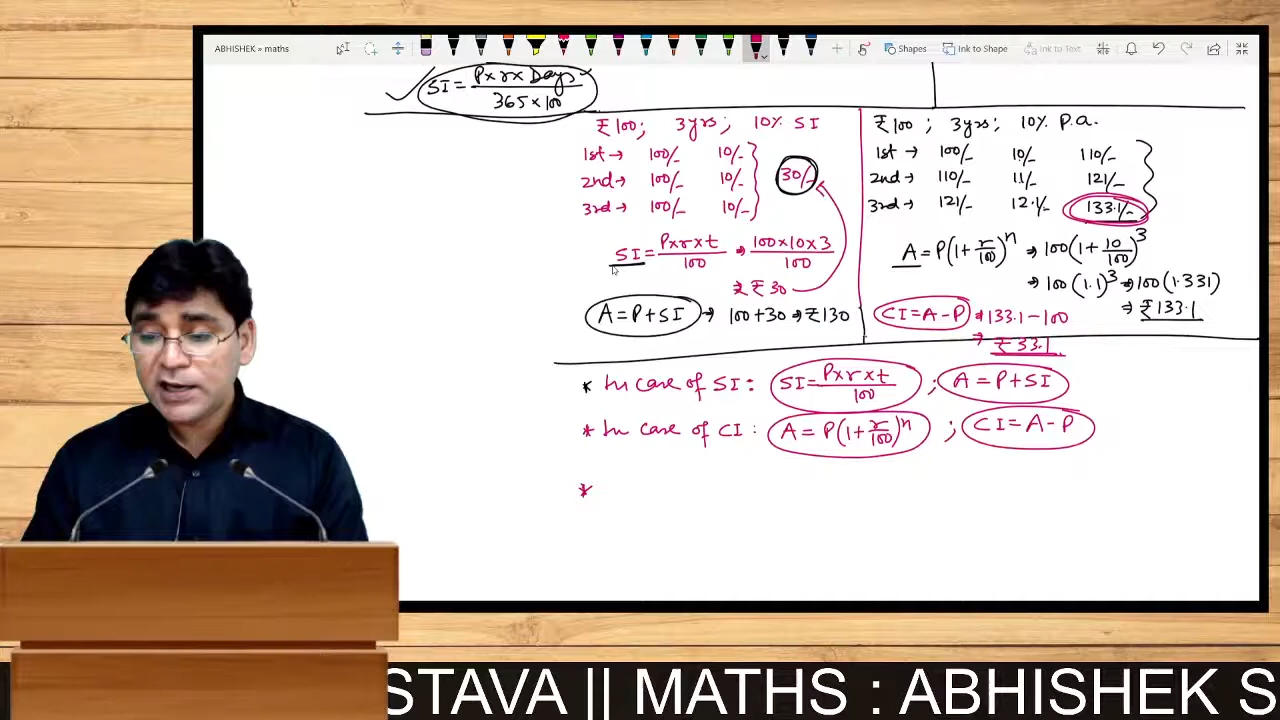 ABHISHEK » maths
Shapes
Ink to Shape
Ink to Text
SI = P×r×Days / 365×100
₹100; 3yrs; 10% SI
1st → 100/- 10/-
2nd → 100/- 10/-
3rd → 100/- 10/-
30/-
SI = P×r×t / 100 → 100×10×3 / 100
₹30
A = P+SI → 100+30 → ₹130
₹100; 3yrs; 10% P.a.
1st → 100/- 10/- 110/-
2nd → 110/- 11/- 121/-
3rd → 121/- 12.1/- 133.1/-
A = P(1+r/100)^n → 100(1+10/100)^3
→ 100(1.1)^3 → 100(1.331)
→ ₹133.1
CI = A-P → 133.1-100
→ ₹33.1
* In case of SI: SI = P×r×t / 100 ; A = P+SI
* In case of CI: A = P(1+r/100)^n ; CI = A-P
*
STAVA || MATHS : ABHISHEK S